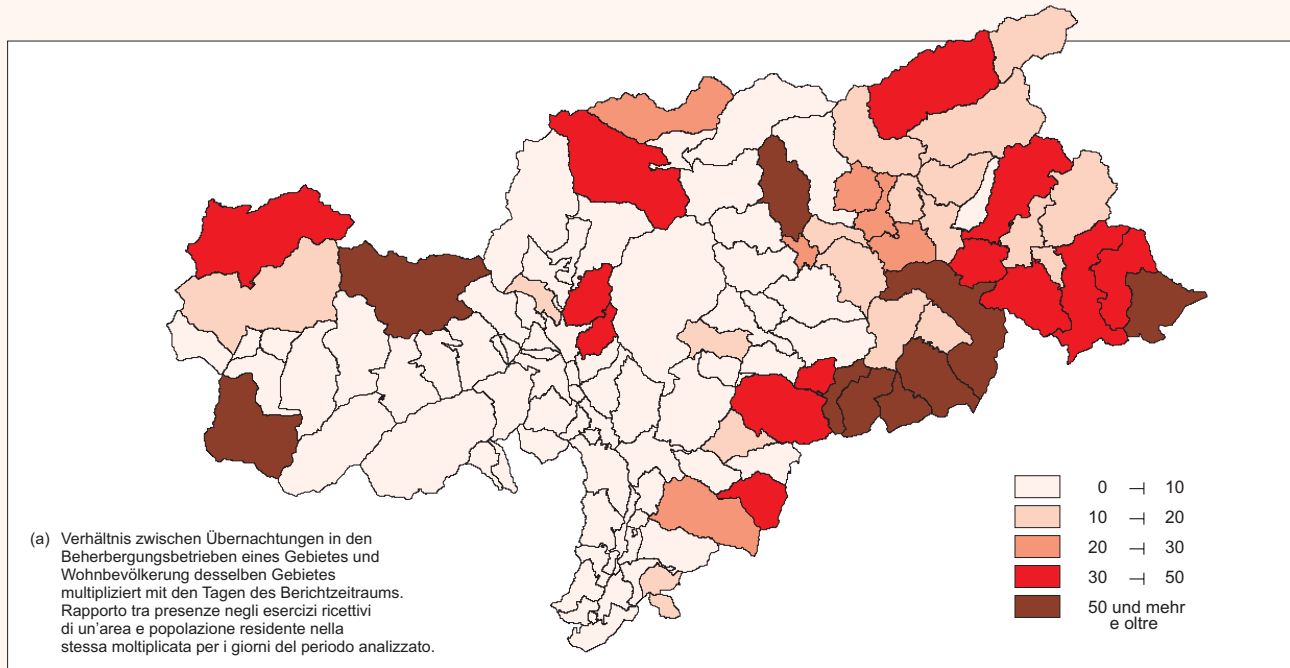 0 ⊣ 10
10 ⊣ 20
20 ⊣ 30
30 ⊣ 50
50 und mehr
e oltre
(a) Verhältnis zwischen Übernachtungen in den
Beherbergungsbetrieben eines Gebietes und
Wohnbevölkerung desselben Gebietes
multipliziert mit den Tagen des Berichtzeitraums.
Rapporto tra presenze negli esercizi ricettivi
di un'area e popolazione residente nella
stessa moltiplicata per i giorni del periodo analizzato.